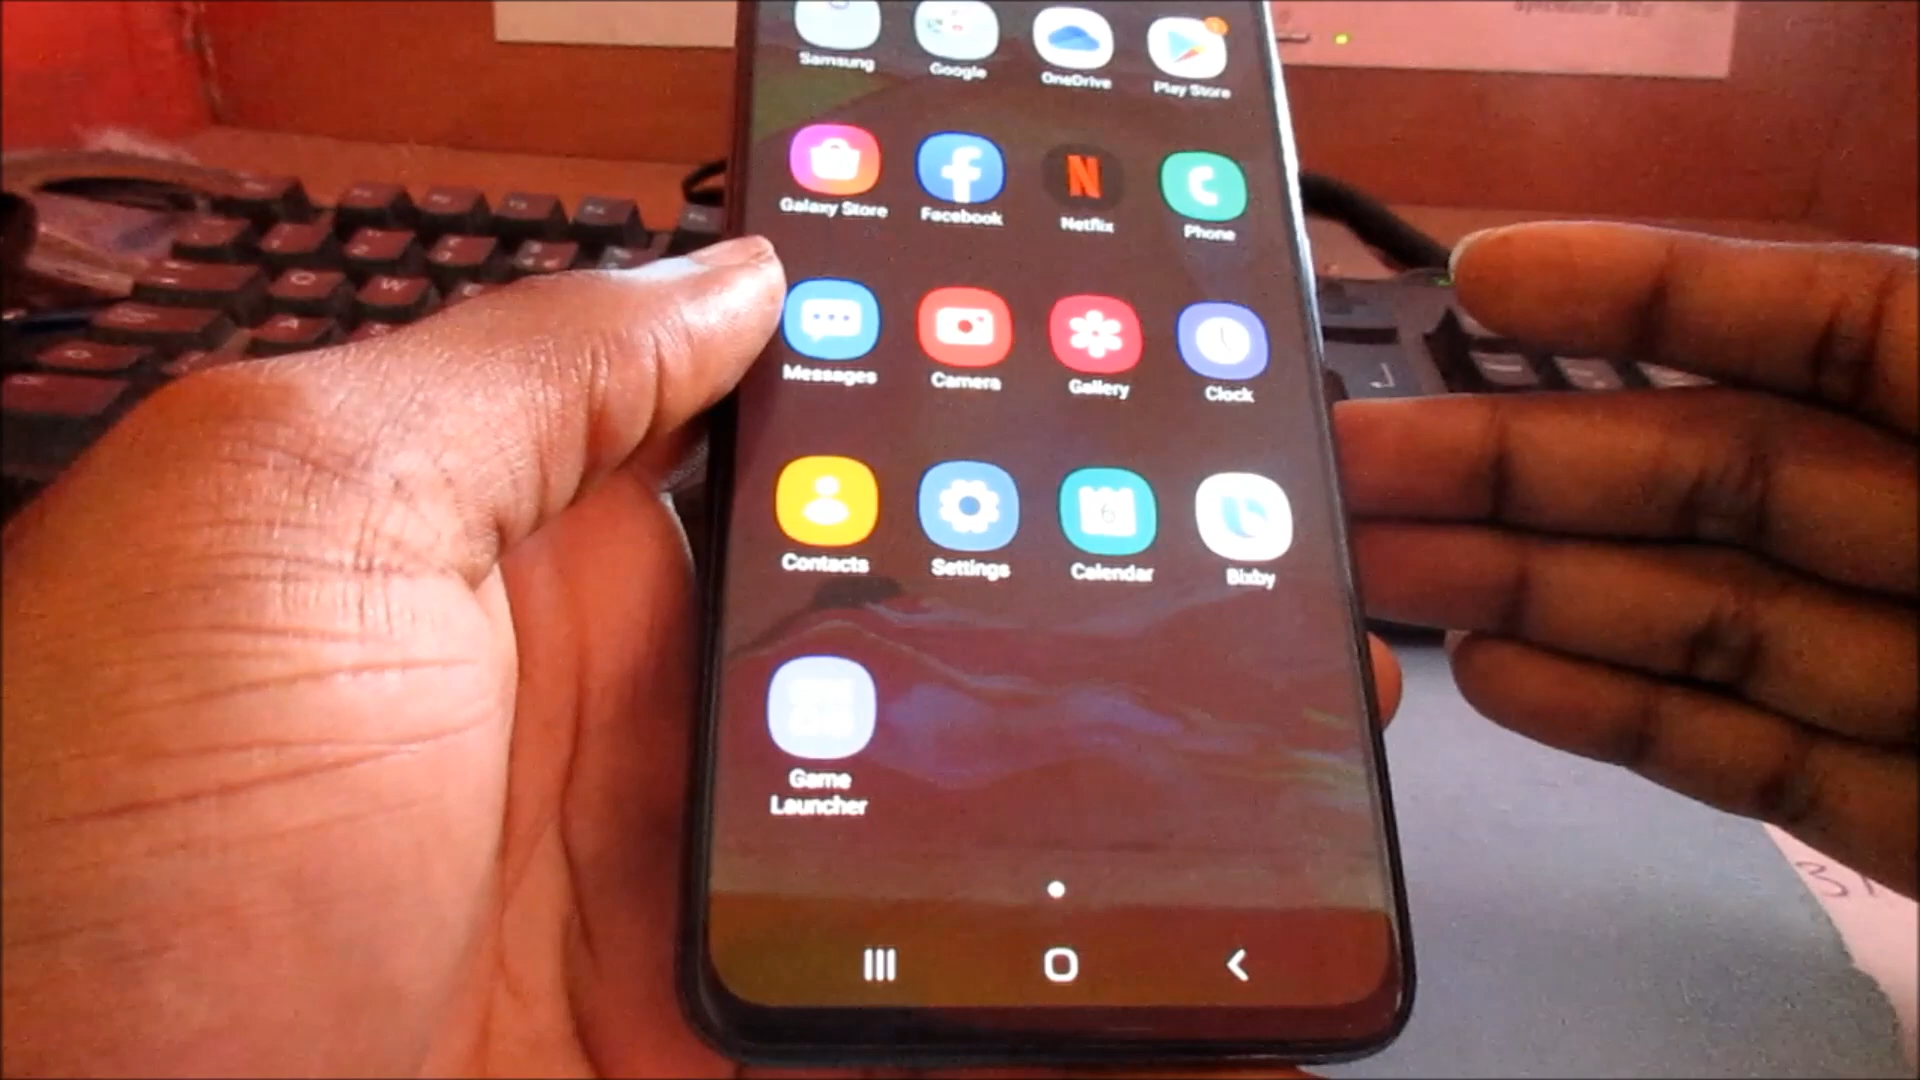 Samsung
Google
OneDrive
Play Store
Galaxy Store
Facebook
N
Netflix
Phone
Messages
Camera
Gallery
Clock
6
Contacts
Settings
Calendar
Bixby
Game
Launcher
Q
W
A